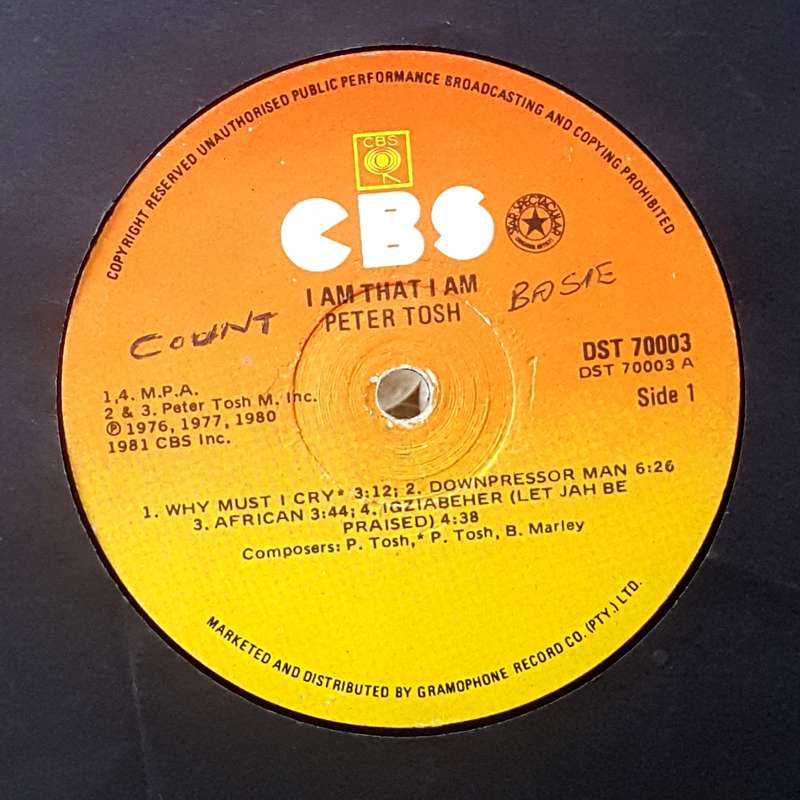 COPYRIGHT RESERVED UNAUTHORISED PUBLIC PERFORMANCE BROADCASTING AND COPYING PROHIBITED
CBS
CBS
STAR SPECTACULAR
I AM THAT I AM
PETER TOSH
COUNT BASIE
DST 70003
DST 70003 A
Side 1
1,4. M.P.A.
2 & 3. Peter Tosh M. Inc.
Ⓟ 1976, 1977, 1980
1981 CBS Inc.
1. WHY MUST I CRY* 3:12; 2. DOWNPRESSOR MAN 6:26
3. AFRICAN 3:44; 4. IGZIABEHER (LET JAH BE
PRAISED) 4:38
Composers: P. Tosh,* P. Tosh, B. Marley
MARKETED AND DISTRIBUTED BY GRAMOPHONE RECORD CO. (PTY.) LTD.